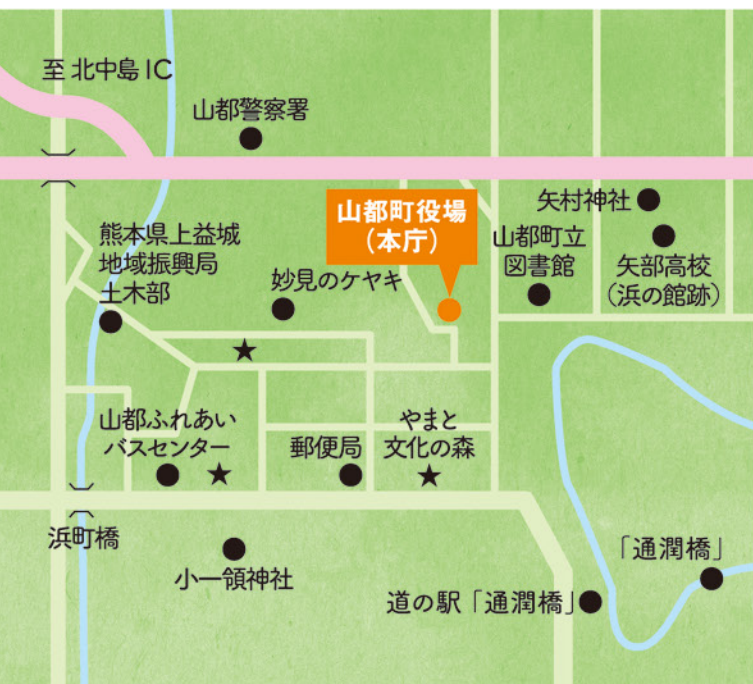 至 北中島IC
山都警察署
矢村神社
山都町役場
（本庁）
熊本県上益城
地域振興局
土木部
山都町立
図書館
矢部高校
（浜の館跡）
妙見のケヤキ
山都ふれあい
バスセンター
郵便局
やまと
文化の森
浜町橋
小一領神社
「通潤橋」
道の駅「通潤橋」